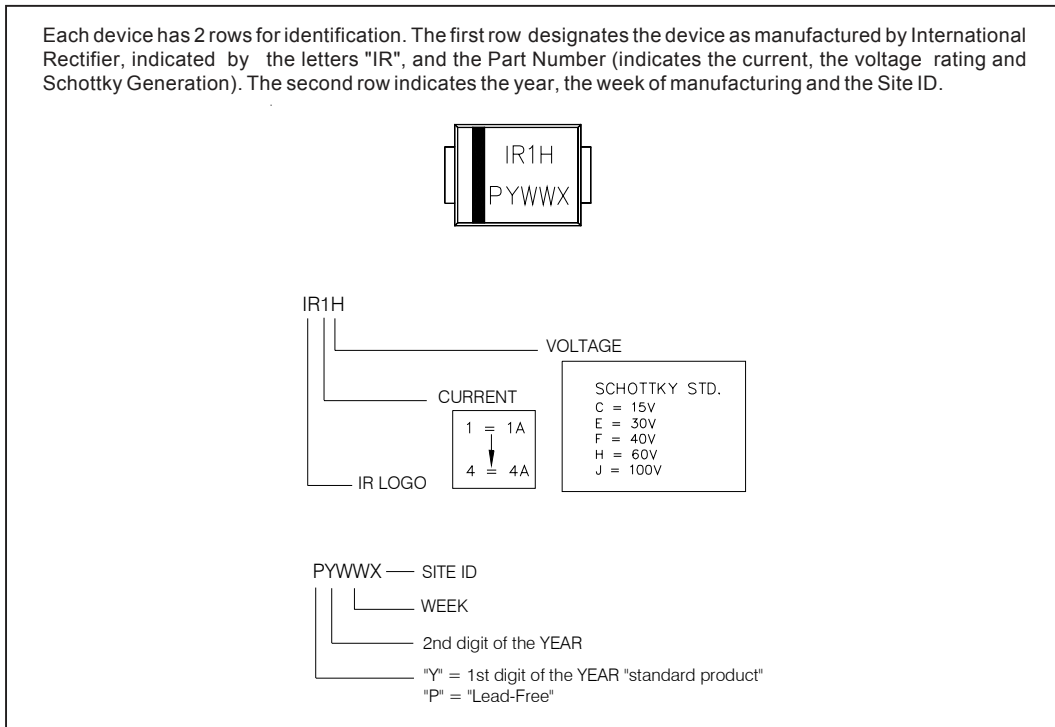 Each device has 2 rows for identification. The first row designates the device as manufactured by International
Rectifier, indicated by the letters "IR", and the Part Number (indicates the current, the voltage rating and
Schottky Generation). The second row indicates the year, the week of manufacturing and the Site ID.
IR1H
PYWWX
IR1H
VOLTAGE
SCHOTTKY STD.
C = 15V
E = 30V
F = 40V
H = 60V
J = 100V
CURRENT
1 = 1A
4 = 4A
IR LOGO
PYWWX
SITE ID
WEEK
2nd digit of the YEAR
"Y" = 1st digit of the YEAR "standard product"
"P" = "Lead-Free"